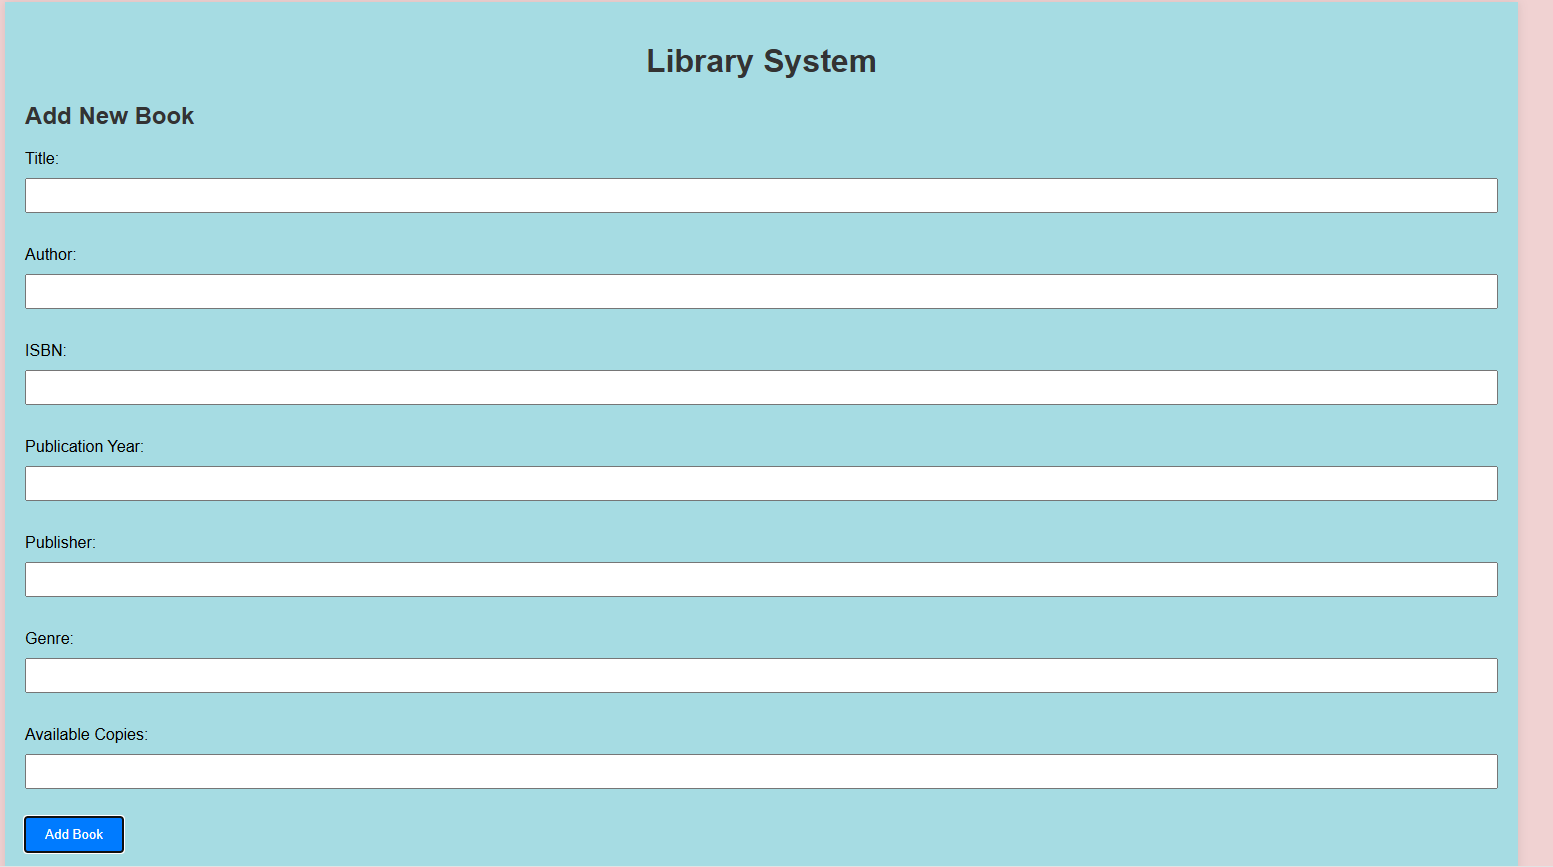 Library System
Add New Book
Title:
Author:
ISBN:
Publication Year:
Publisher:
Genre:
Available Copies:
Add Book